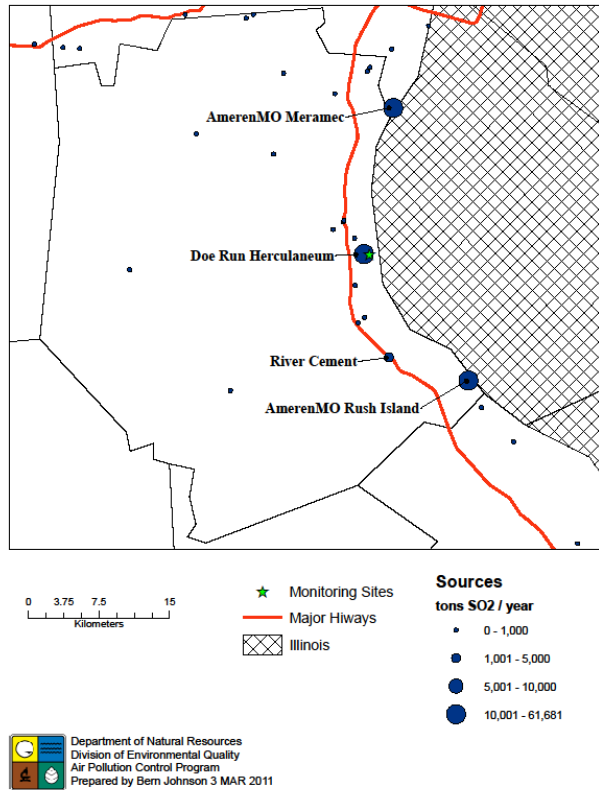 AmerenMO Meramec
Doe Run Herculaneum
River Cement
AmerenMO Rush Island
0 3.75 7.5 15
Kilometers
Monitoring Sites
Major Hiways
Illinois
Sources
tons SO2 / year
0 - 1,000
1,001 - 5,000
5,001 - 10,000
10,001 - 61,681
Department of Natural Resources
Division of Environmental Quality
Air Pollution Control Program
Prepared by Bern Johnson 3 MAR 2011